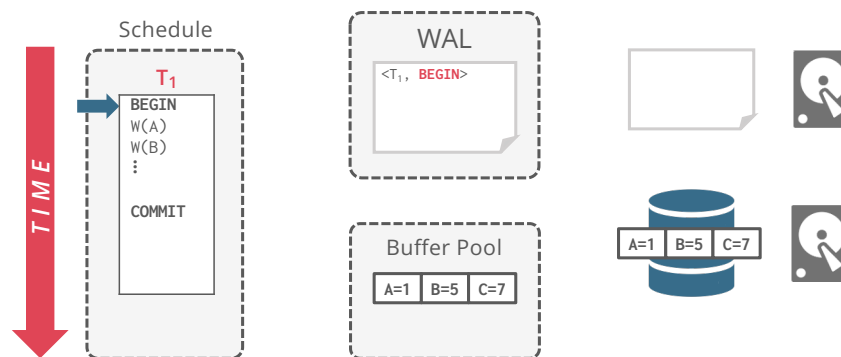 TIME
Schedule
T₁
BEGIN
W(A)
W(B)
⋮
COMMIT
WAL
<T₁, BEGIN>
Buffer Pool
A=1 B=5 C=7
A=1 B=5 C=7